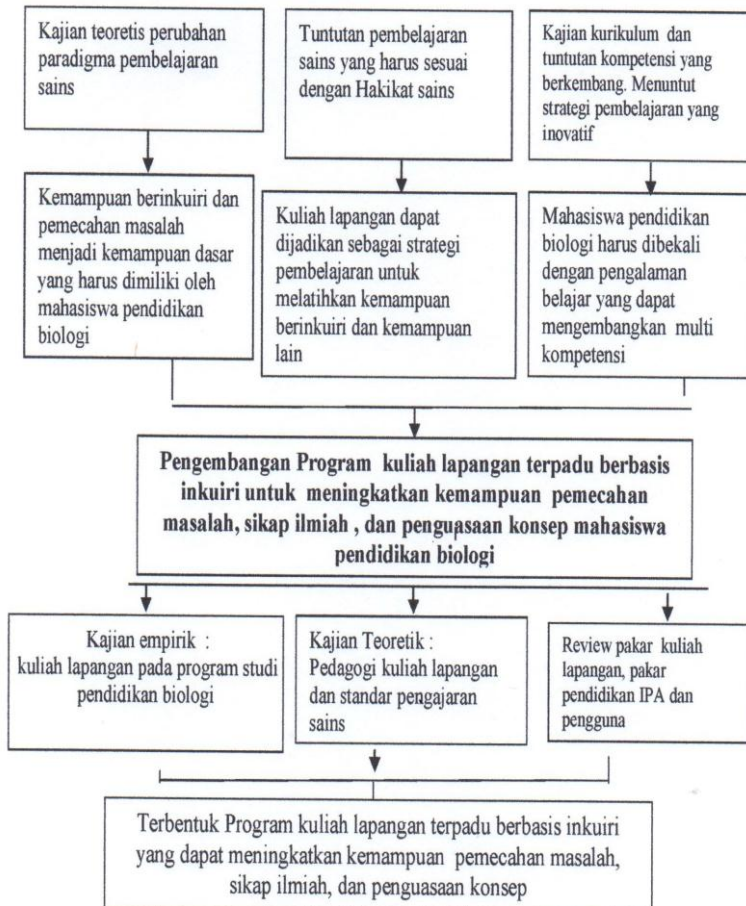 Kajian teoretis perubahan
paradigma pembelajaran
sains
Tuntutan pembelajaran
sains yang harus sesuai
dengan Hakikat sains
Kajian kurikulum dan
tuntutan kompetensi yang
berkembang. Menuntut
strategi pembelajaran yang
inovatif
Kemampuan berinkuiri dan
pemecahan masalah
menjadi kemampuan dasar
yang harus dimiliki oleh
mahasiswa pendidikan
biologi
Kuliah lapangan dapat
dijadikan sebagai strategi
pembelajaran untuk
melatihkan kemampuan
berinkuiri dan kemampuan
lain
Mahasiswa pendidikan
biologi harus dibekali
dengan pengalaman
belajar yang dapat
mengembangkan multi
kompetensi
Pengembangan Program kuliah lapangan terpadu berbasis
inkuiri untuk meningkatkan kemampuan pemecahan
masalah, sikap ilmiah , dan penguasaan konsep mahasiswa
pendidikan biologi
Kajian empirik :
kuliah lapangan pada program studi
pendidikan biologi
Kajian Teoretik :
Pedagogi kuliah lapangan
dan standar pengajaran
sains
Review pakar kuliah
lapangan, pakar
pendidikan IPA dan
pengguna
Terbentuk Program kuliah lapangan terpadu berbasis inkuiri
yang dapat meningkatkan kemampuan pemecahan masalah,
sikap ilmiah, dan penguasaan konsep